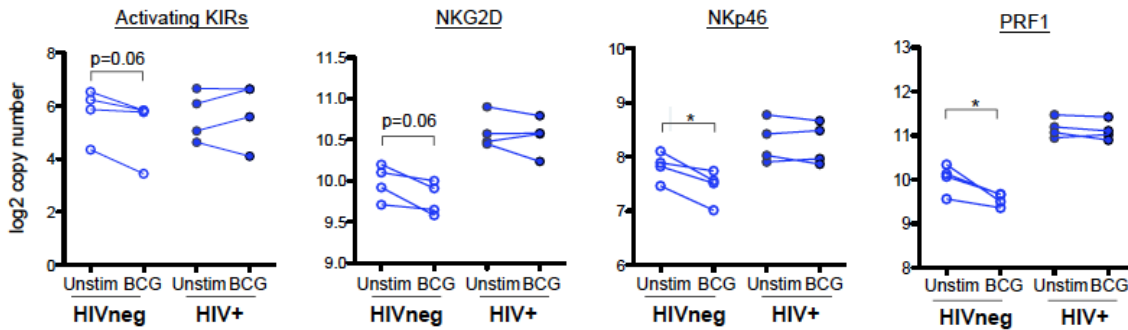 Activating KIRs
NKG2D
NKp46
PRF1
log2 copy number
8
6
4
2
0
p=0.06
Unstim BCG
Unstim BCG
HIVneg
HIV+
11.5
11.0
10.5
10.0
9.5
9.0
p=0.06
Unstim BCG
Unstim BCG
HIVneg
HIV+
10
9
8
7
6
*
Unstim BCG
Unstim BCG
HIVneg
HIV+
13
12
11
10
9
8
*
Unstim BCG
Unstim BCG
HIVneg
HIV+